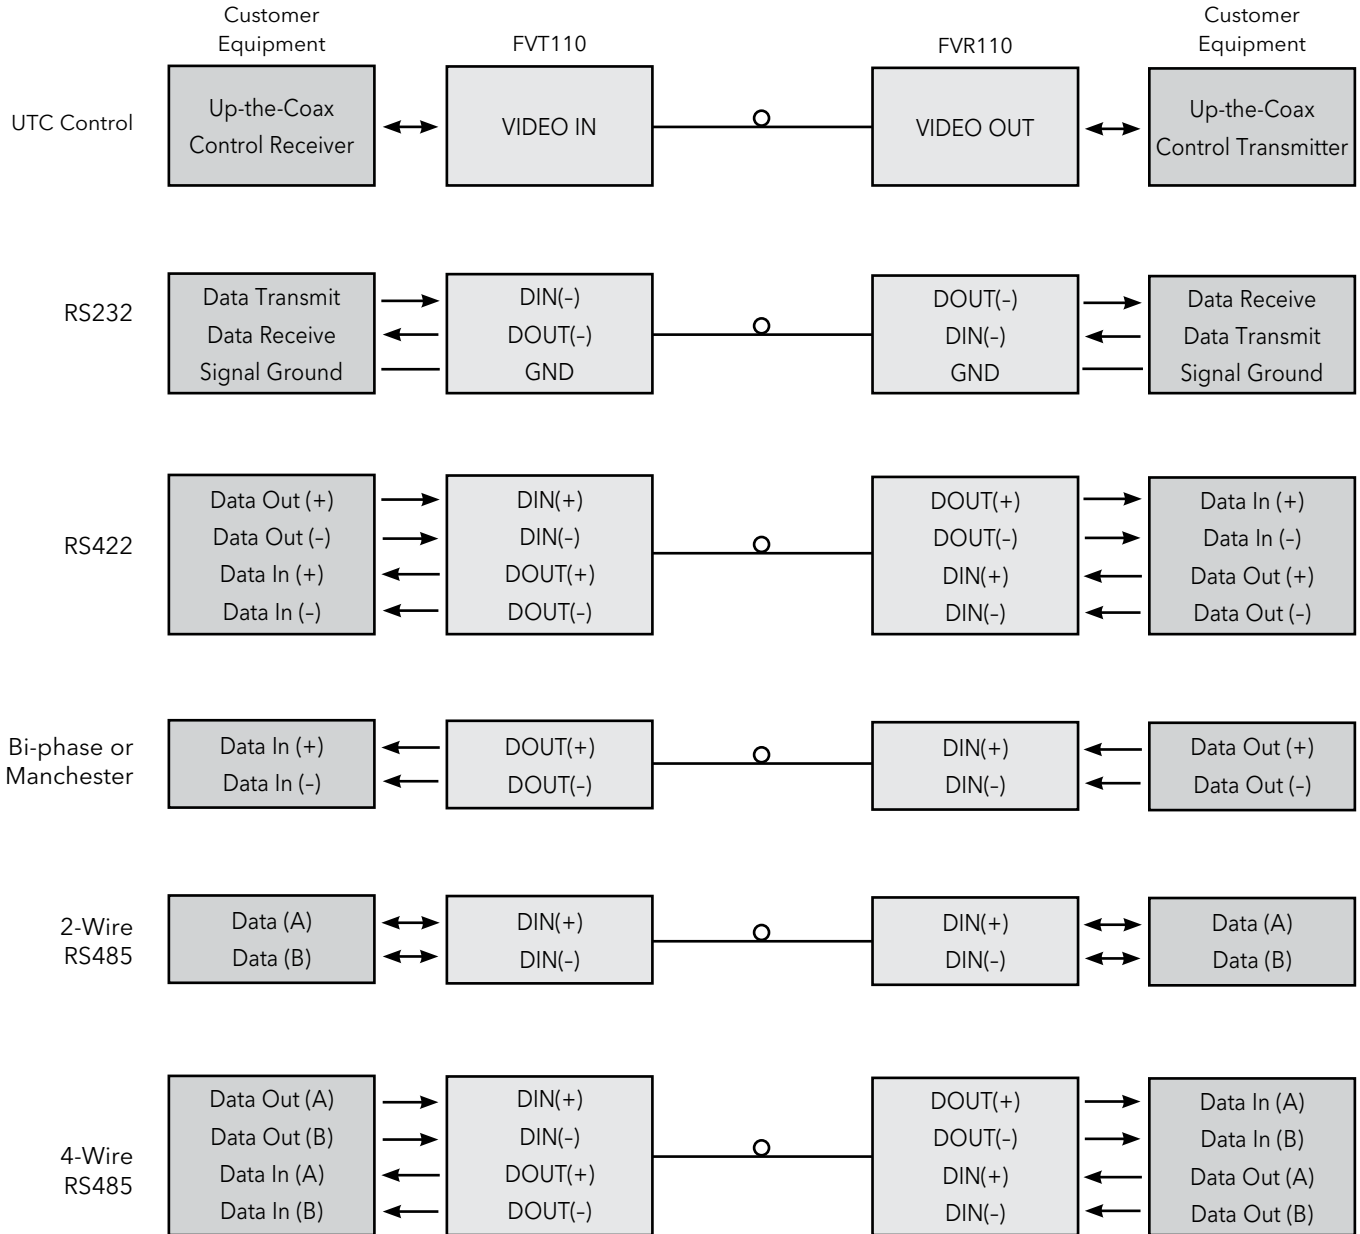 Customer
Equipment
FVT110
FVR110
Customer
Equipment
UTC Control
Up-the-Coax
Control Receiver
VIDEO IN
VIDEO OUT
Up-the-Coax
Control Transmitter
RS232
Data Transmit
Data Receive
Signal Ground
DIN(-)
DOUT(-)
GND
DOUT(-)
DIN(-)
GND
Data Receive
Data Transmit
Signal Ground
RS422
Data Out (+)
Data Out (-)
Data In (+)
Data In (-)
DIN(+)
DIN(-)
DOUT(+)
DOUT(-)
DOUT(+)
DOUT(-)
DIN(+)
DIN(-)
Data In (+)
Data In (-)
Data Out (+)
Data Out (-)
Bi-phase or
Manchester
Data In (+)
Data In (-)
DOUT(+)
DOUT(-)
DIN(+)
DIN(-)
Data Out (+)
Data Out (-)
2-Wire
RS485
Data (A)
Data (B)
DIN(+)
DIN(-)
DIN(+)
DIN(-)
Data (A)
Data (B)
4-Wire
RS485
Data Out (A)
Data Out (B)
Data In (A)
Data In (B)
DIN(+)
DIN(-)
DOUT(+)
DOUT(-)
DOUT(+)
DOUT(-)
DIN(+)
DIN(-)
Data In (A)
Data In (B)
Data Out (A)
Data Out (B)